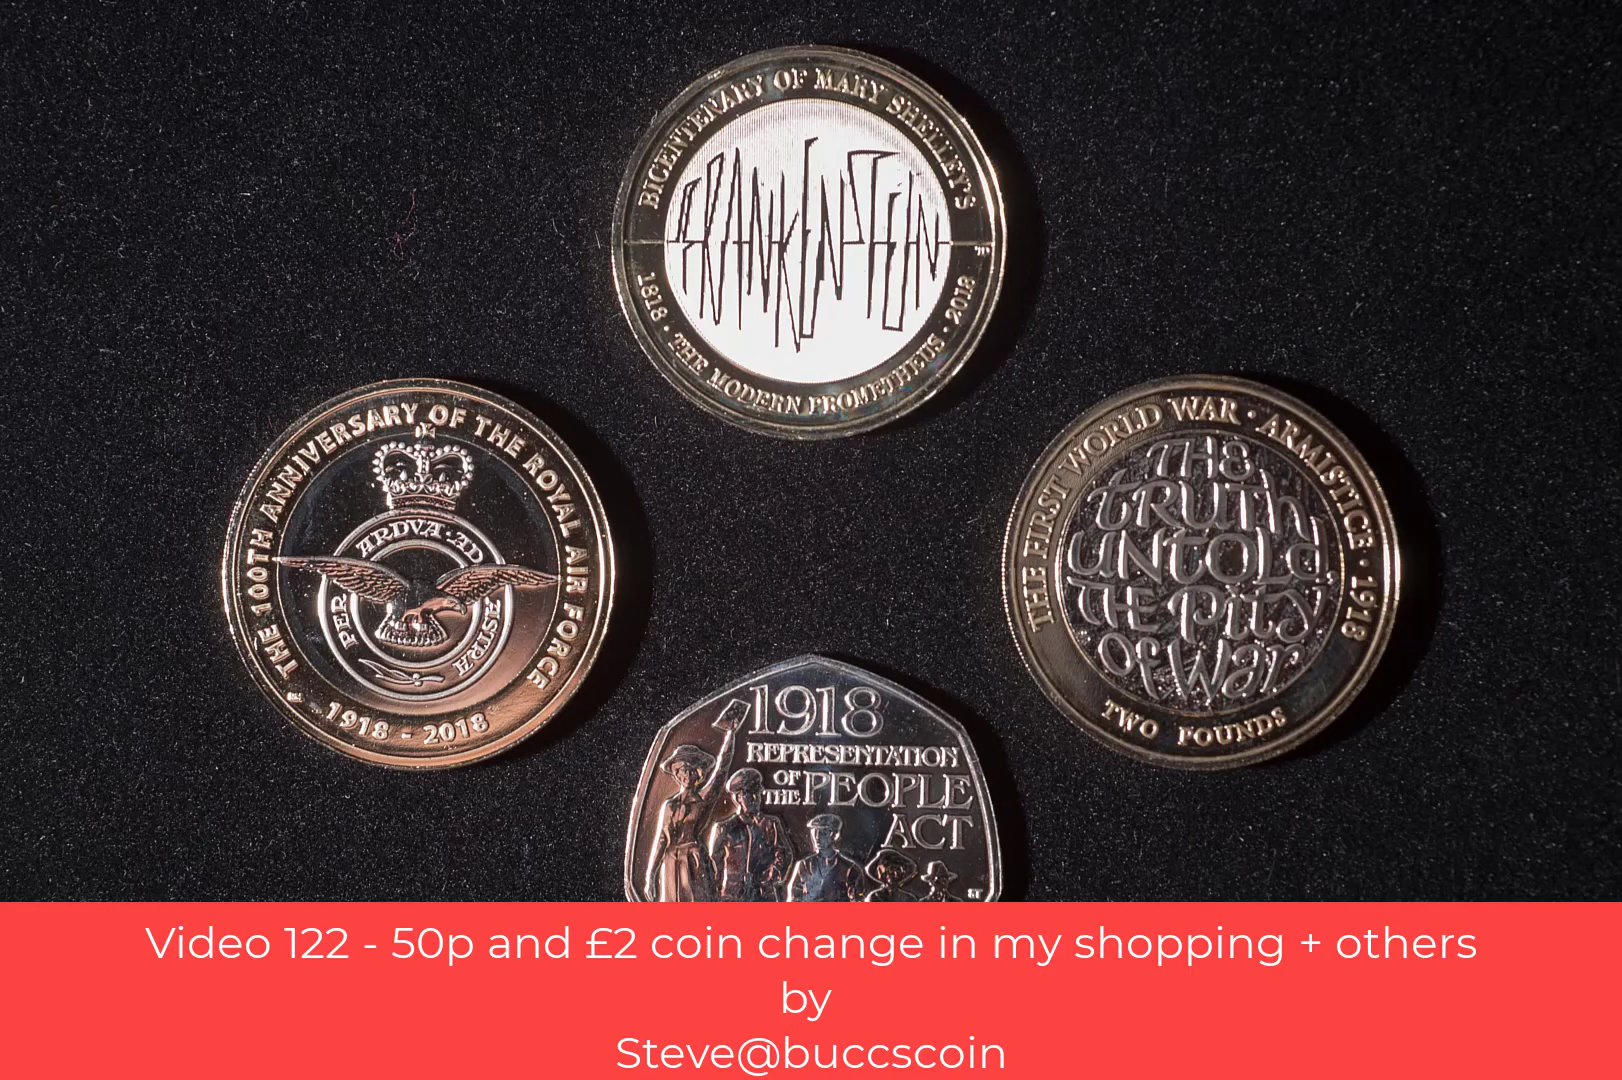 BICENTENARY OF MARY SHELLEY'S
FRANKENSTEIN
1818 · THE MODERN PROMETHEUS · 2018
THE 100TH ANNIVERSARY OF THE ROYAL AIR FORCE
PER ARDVA · AD ASTRA
1918 - 2018
THE FIRST WORLD WAR · ARMISTICE · 1918
THE
TRUTH
UNTOLD,
THE PITY
OF WAR
TWO POUNDS
1918
REPRESENTATION
OF THE PEOPLE
ACT
Video 122 - 50p and £2 coin change in my shopping + others
by
Steve@buccscoin